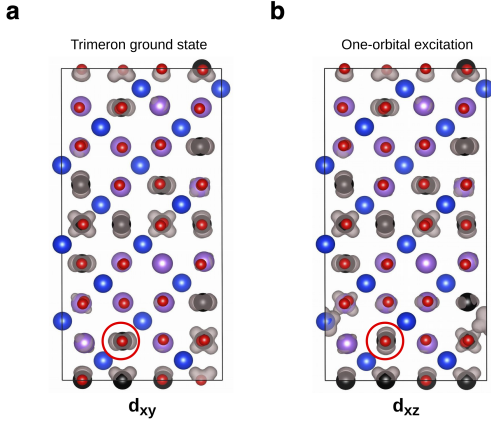 a
b
Trimeron ground state
One-orbital excitation
dxy
dxz